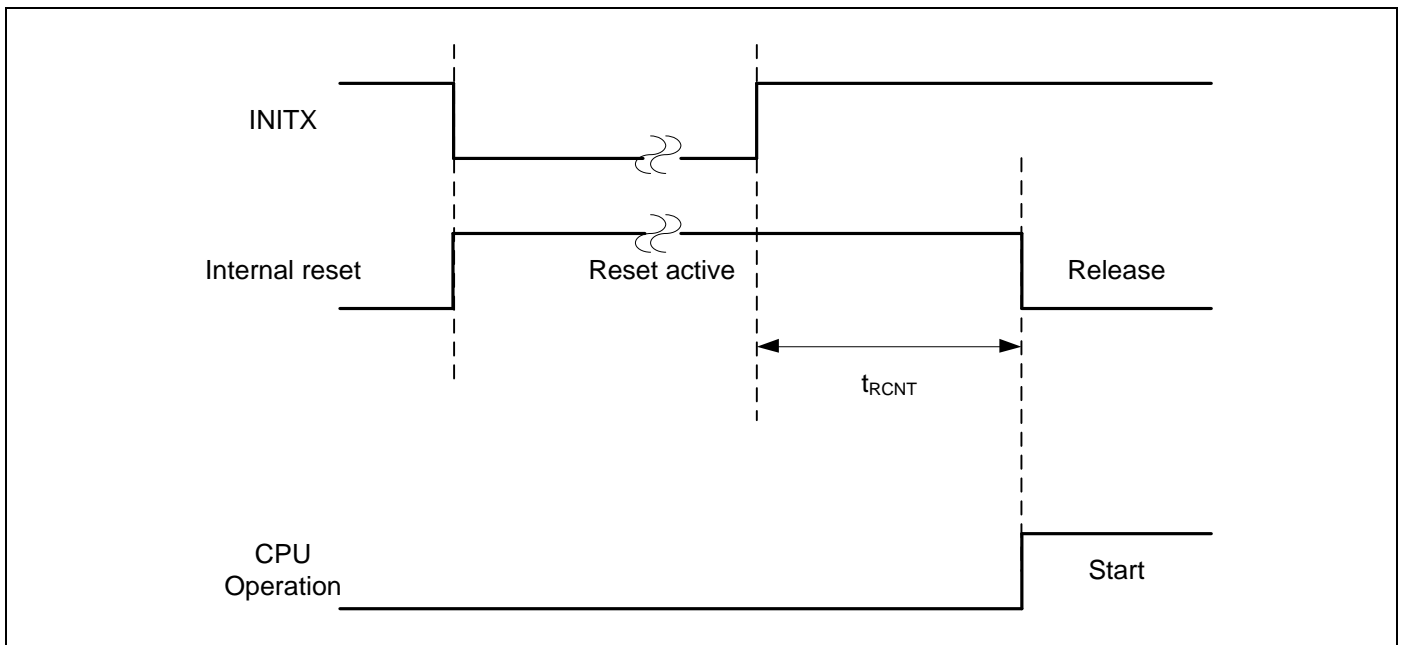 INITX
Internal reset
Reset active
Release
tRCNT
CPU
Operation
Start